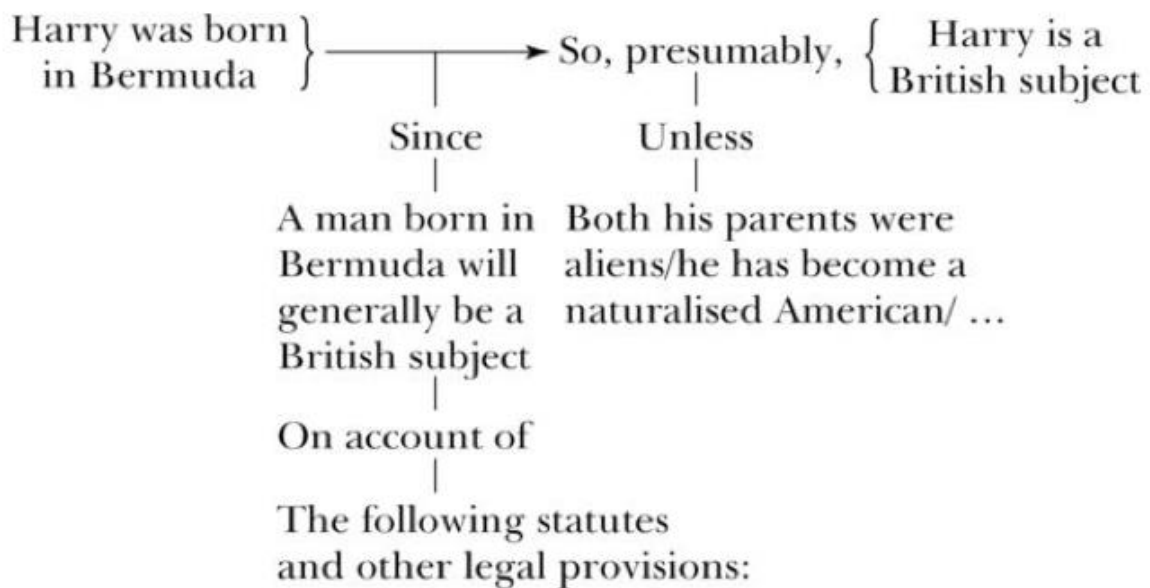 Harry was born
in Bermuda
So, presumably,
Harry is a
British subject
Since
Unless
A man born in
Bermuda will
generally be a
British subject
Both his parents were
aliens/he has become a
naturalised American/ …
On account of
The following statutes
and other legal provisions: